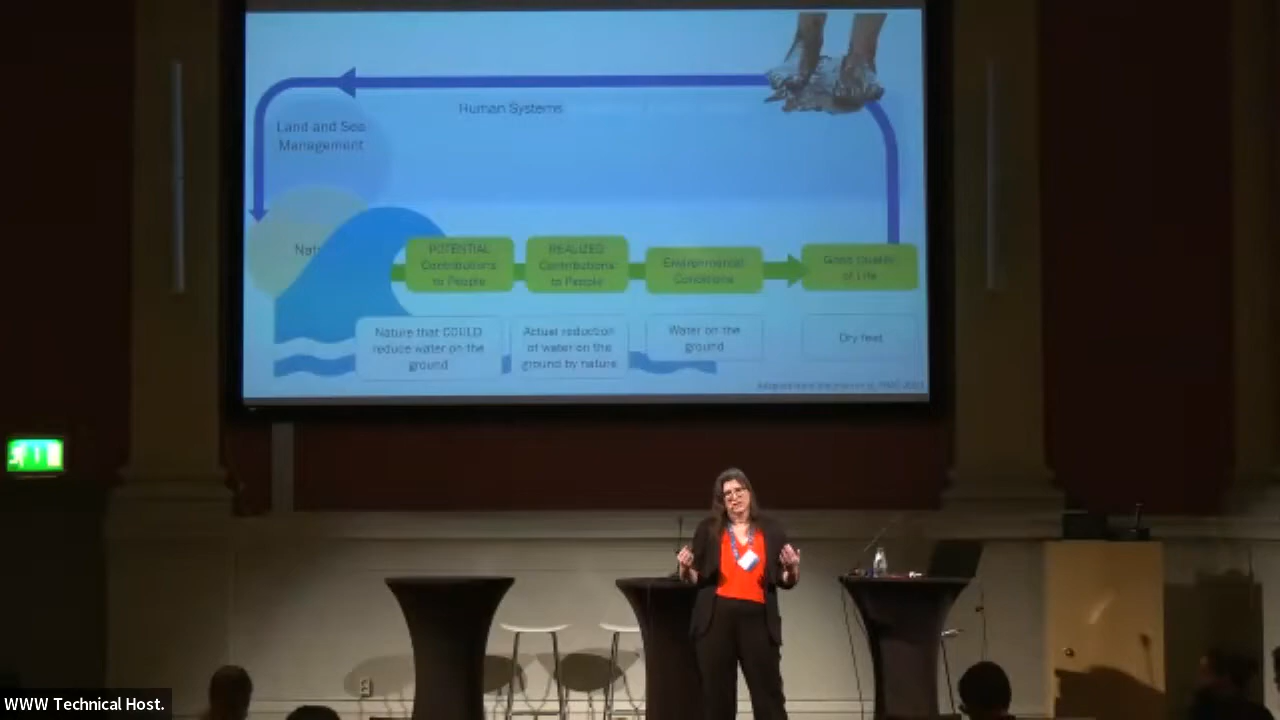 Human Systems
Land and Sea
Management
POTENTIAL
Contributions
to People
REALIZED
Contributions
to People
Environmental
Conditions
Good Quality
of Life
Nature that COULD
reduce water on the
ground
Actual reduction
of water on the
ground by nature
Water on the
ground
Dry feet
WWW Technical Host.